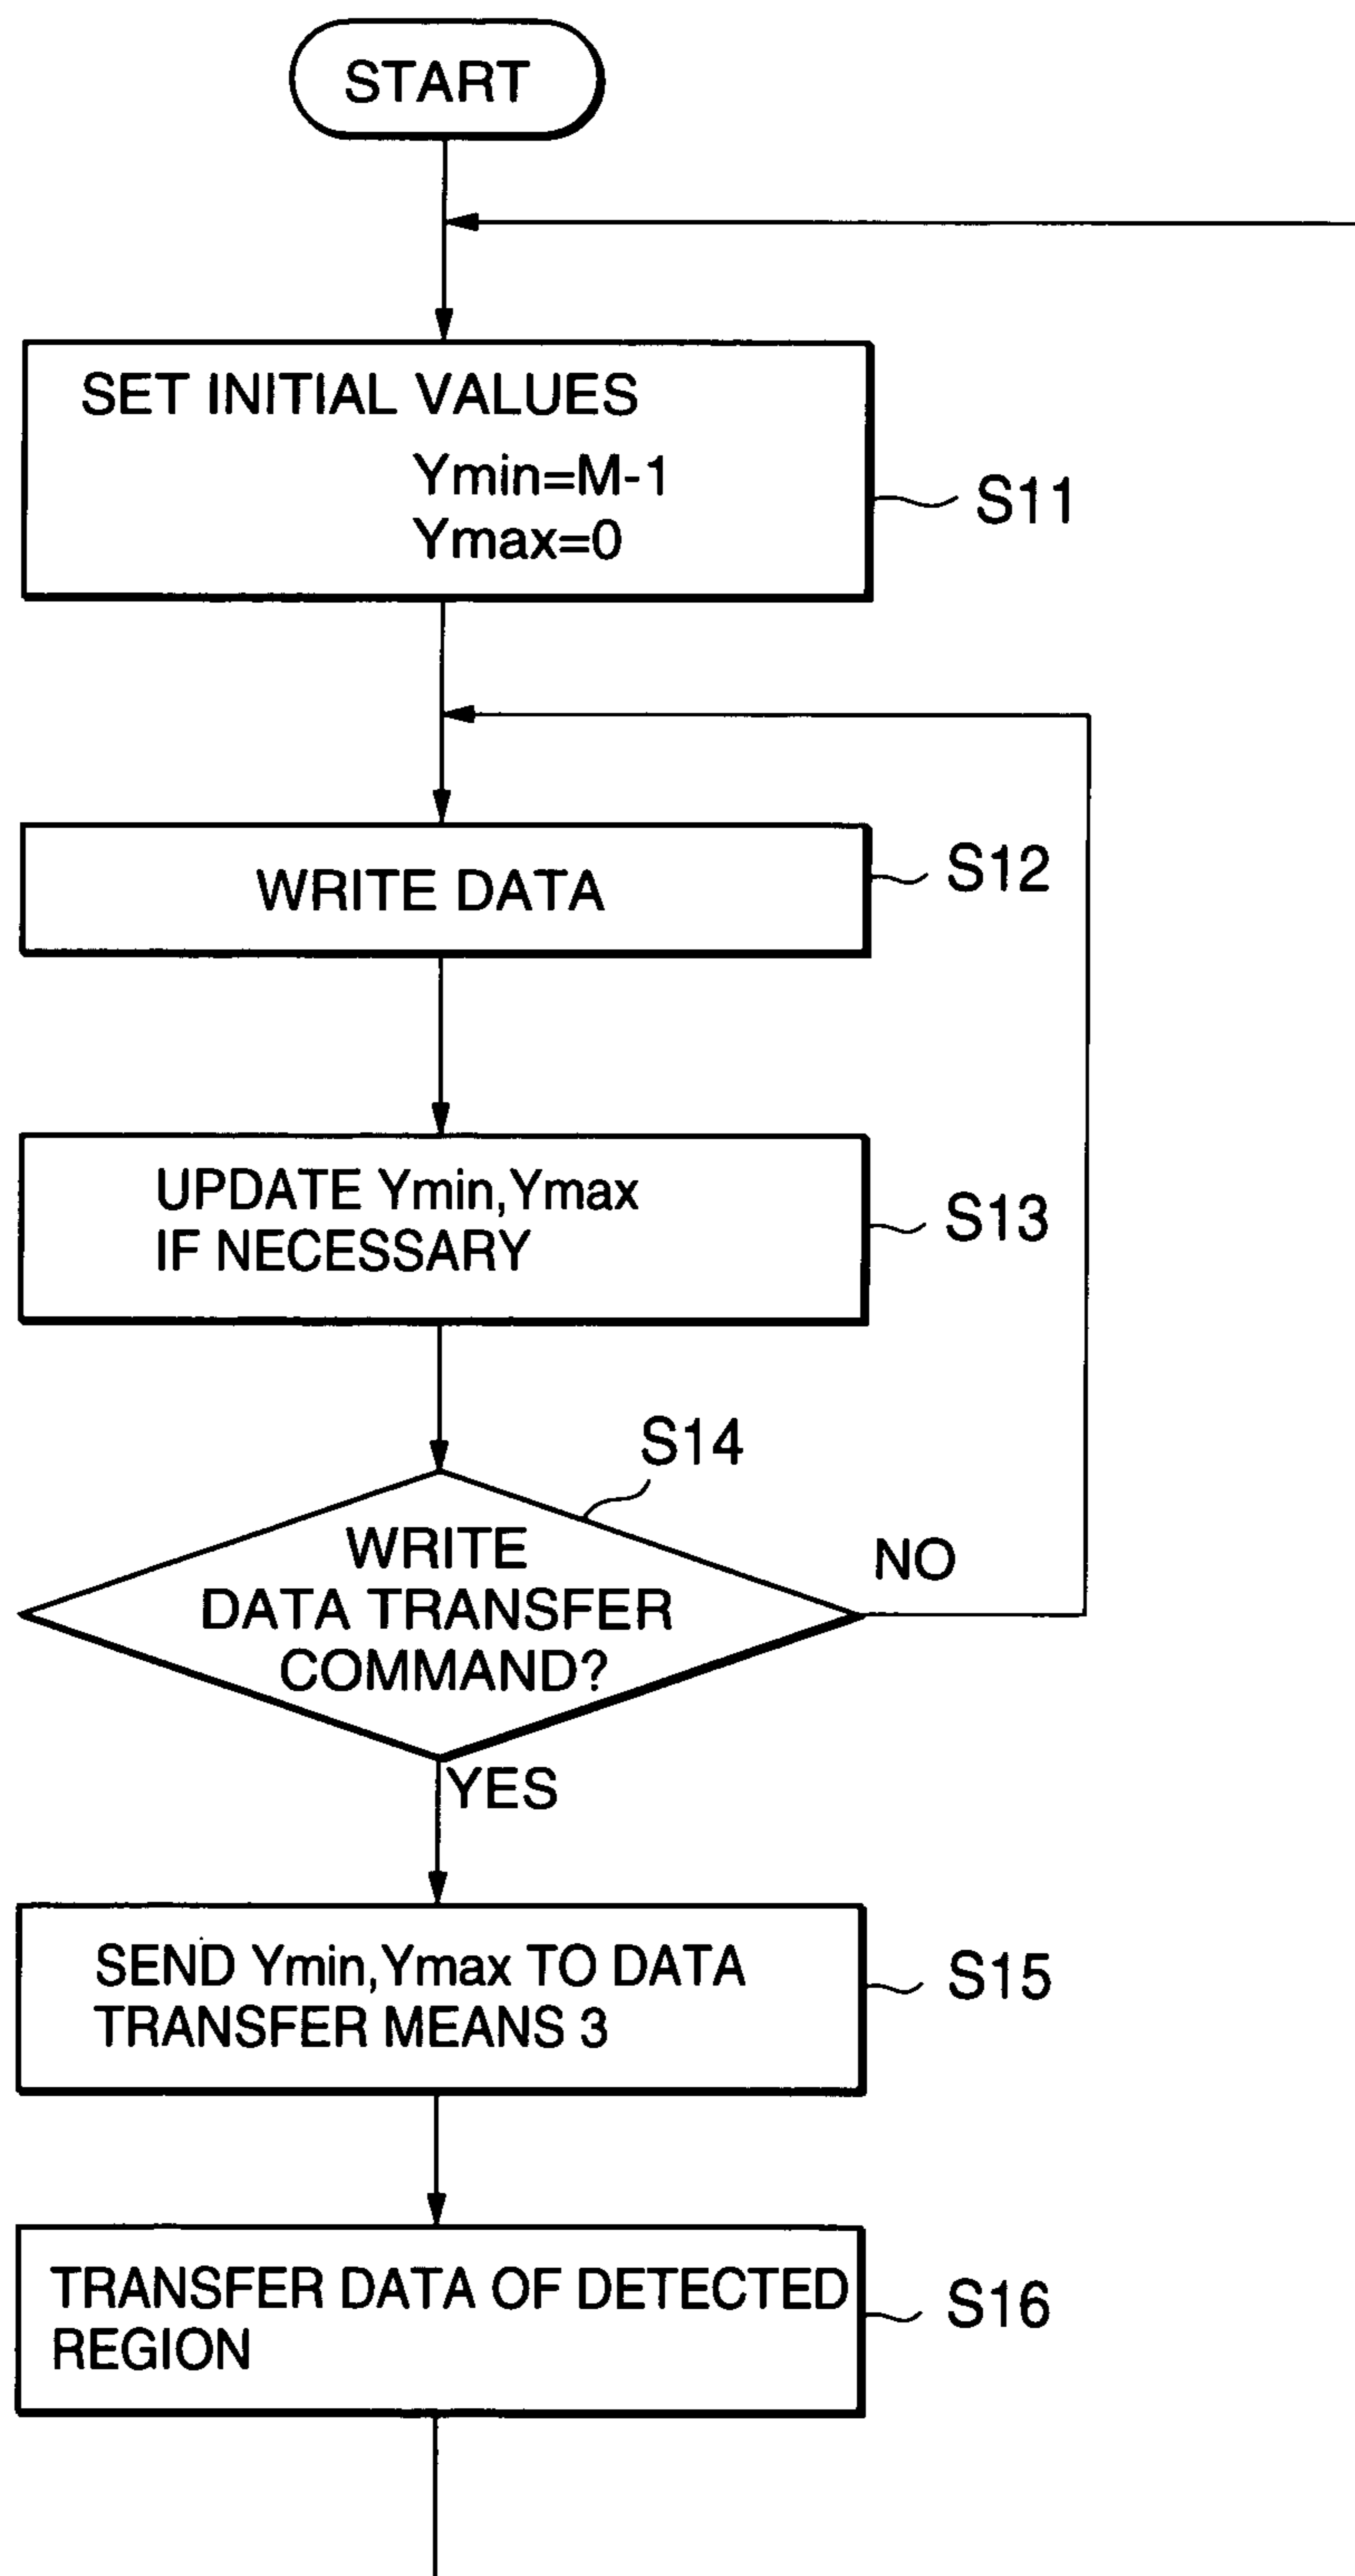 START
SET INITIAL VALUES
Ymin=M-1
Ymax=0
S11
WRITE DATA
S12
UPDATE Ymin,Ymax
IF NECESSARY
S13
S14
WRITE
DATA TRANSFER
COMMAND?
NO
YES
SEND Ymin,Ymax TO DATA
TRANSFER MEANS 3
S15
TRANSFER DATA OF DETECTED
REGION
S16